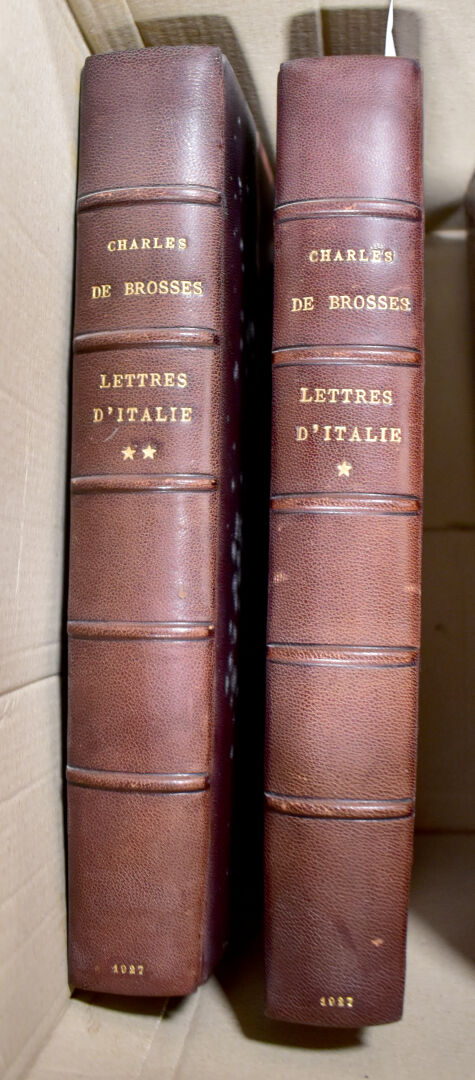 CHARLES
DE BROSSES
LETTRES
D'ITALIE
★★
1927
CHARLES
DE BROSSES
LETTRES
D'ITALIE
★
1927